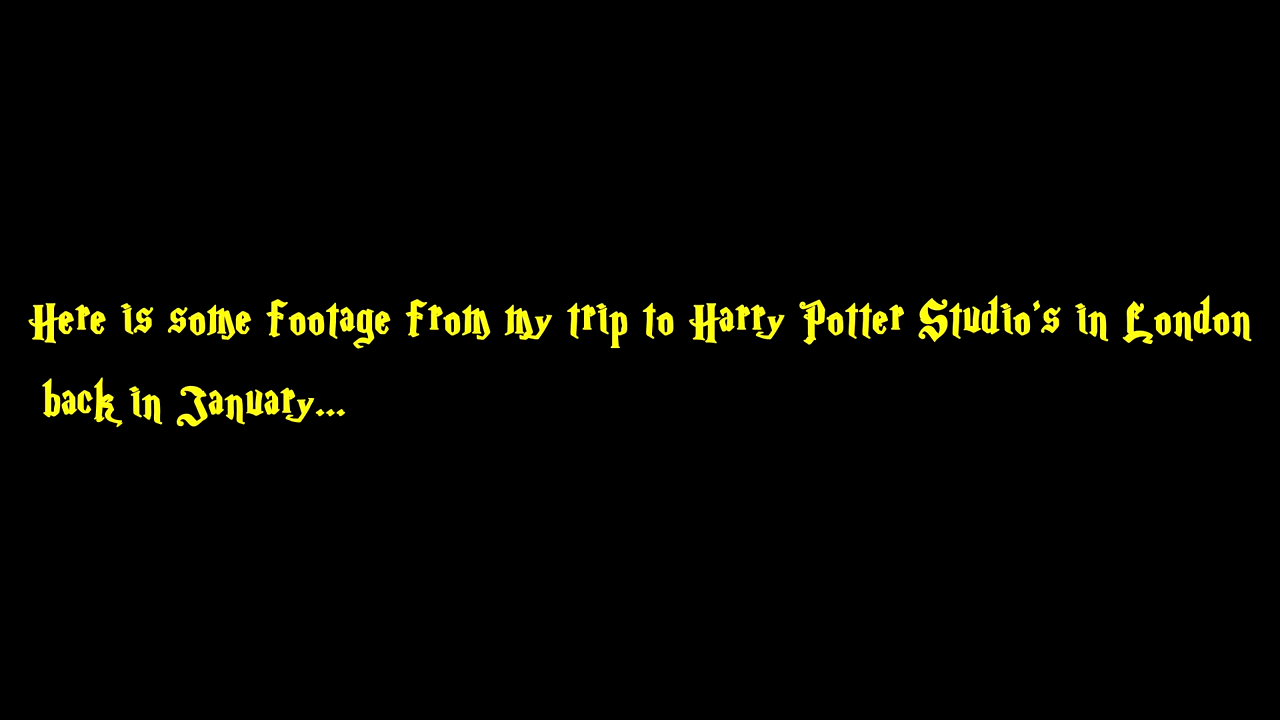 Here is some footage from my trip to Harry Potter Studio's in London
back in January...